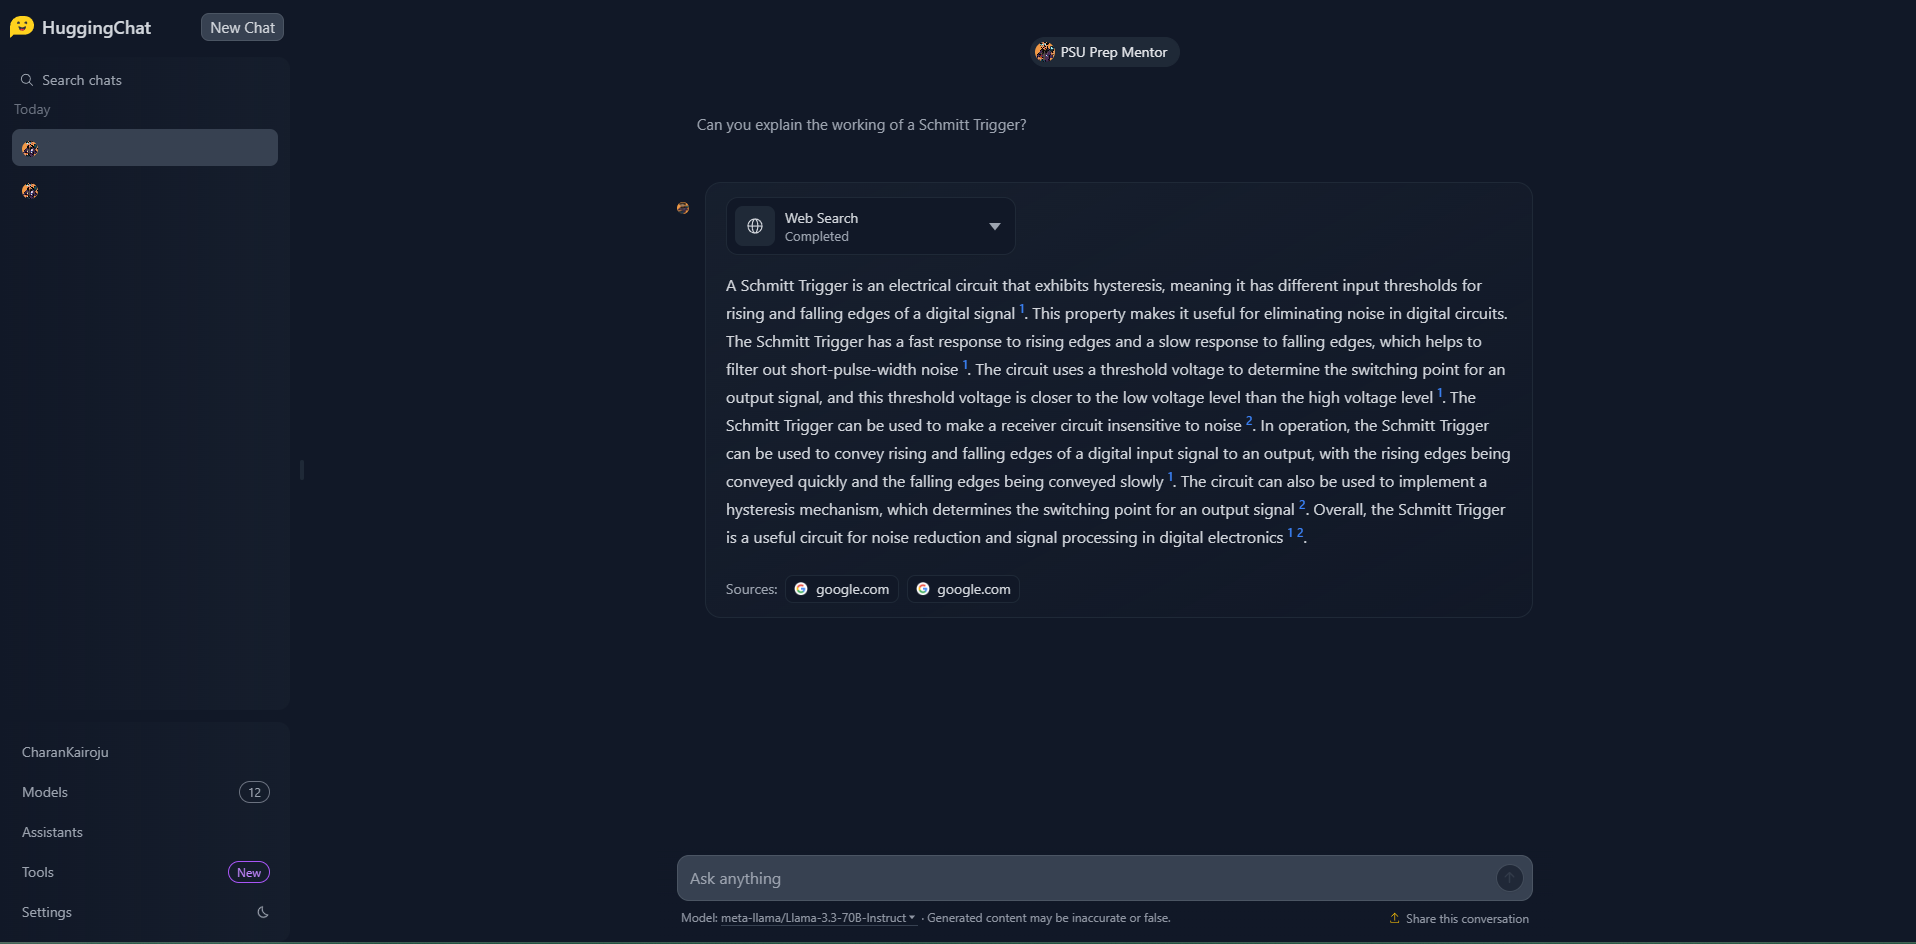 HuggingChat
New Chat
Search chats
Today
CharanKairoju
Models
12
Assistants
Tools
New
Settings
PSU Prep Mentor
Can you explain the working of a Schmitt Trigger?
Web Search
Completed
A Schmitt Trigger is an electrical circuit that exhibits hysteresis, meaning it has different input thresholds for
rising and falling edges of a digital signal 1. This property makes it useful for eliminating noise in digital circuits.
The Schmitt Trigger has a fast response to rising edges and a slow response to falling edges, which helps to
filter out short-pulse-width noise 1. The circuit uses a threshold voltage to determine the switching point for an
output signal, and this threshold voltage is closer to the low voltage level than the high voltage level 1. The
Schmitt Trigger can be used to make a receiver circuit insensitive to noise 2. In operation, the Schmitt Trigger
can be used to convey rising and falling edges of a digital input signal to an output, with the rising edges being
conveyed quickly and the falling edges being conveyed slowly 1. The circuit can also be used to implement a
hysteresis mechanism, which determines the switching point for an output signal 2. Overall, the Schmitt Trigger
is a useful circuit for noise reduction and signal processing in digital electronics 1 2.
Sources: google.com google.com
Ask anything
Model: meta-llama/Llama-3.3-70B-Instruct · Generated content may be inaccurate or false.
Share this conversation